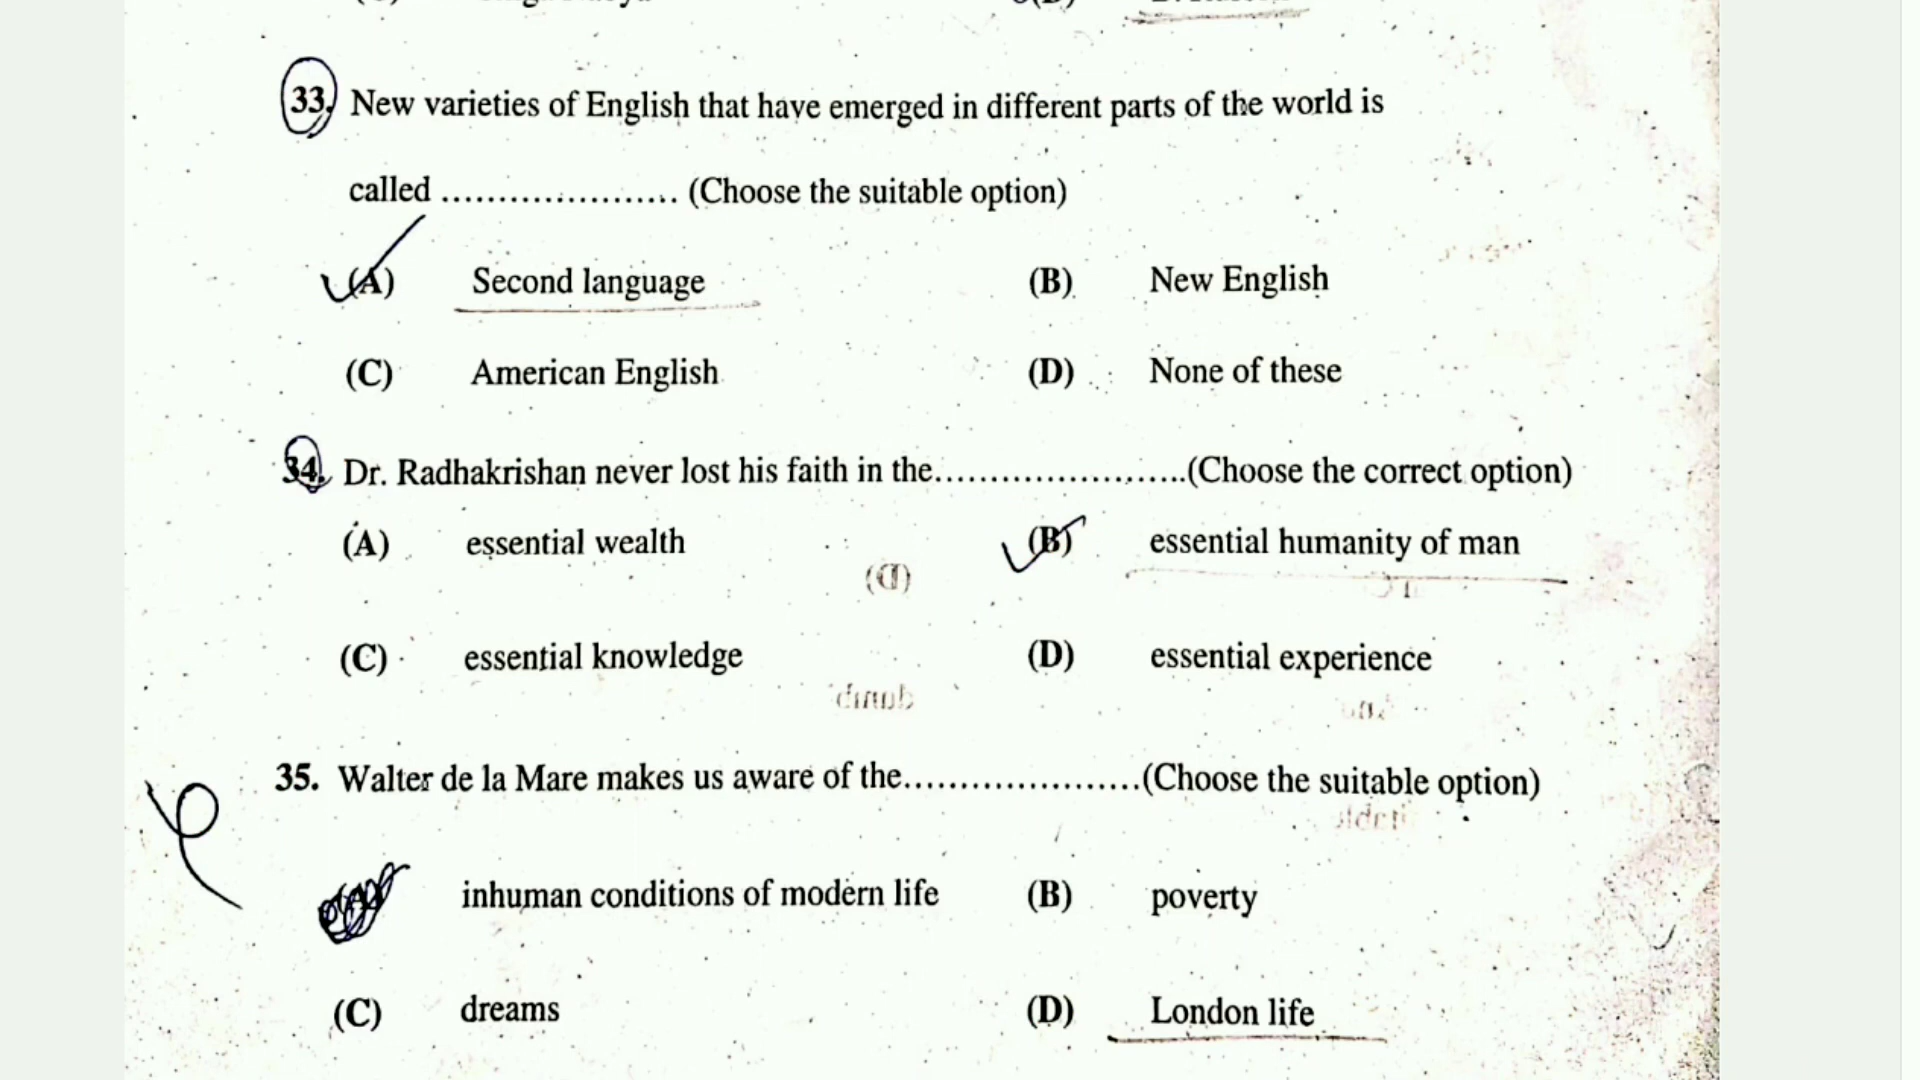 33. New varieties of English that have emerged in different parts of the world is
called ..................... (Choose the suitable option)
(A) Second language (B) New English
(C) American English (D) None of these
34. Dr. Radhakrishan never lost his faith in the......................(Choose the correct option)
(A) essential wealth (B) essential humanity of man
(C) essential knowledge (D) essential experience
35. Walter de la Mare makes us aware of the.....................(Choose the suitable option)
inhuman conditions of modern life (B) poverty
(C) dreams (D) London life